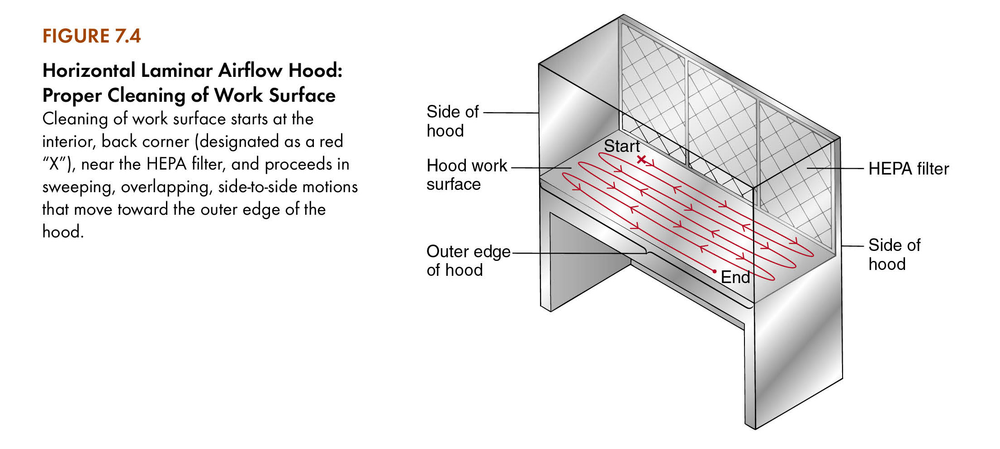 FIGURE 7.4
Horizontal Laminar Airflow Hood:
Proper Cleaning of Work Surface
Cleaning of work surface starts at the
interior, back corner (designated as a red
“X”), near the HEPA filter, and proceeds in
sweeping, overlapping, side-to-side motions
that move toward the outer edge of the
hood.
Side of
hood
Start
Hood work
surface
HEPA filter
Outer edge
of hood
Side of
hood
End